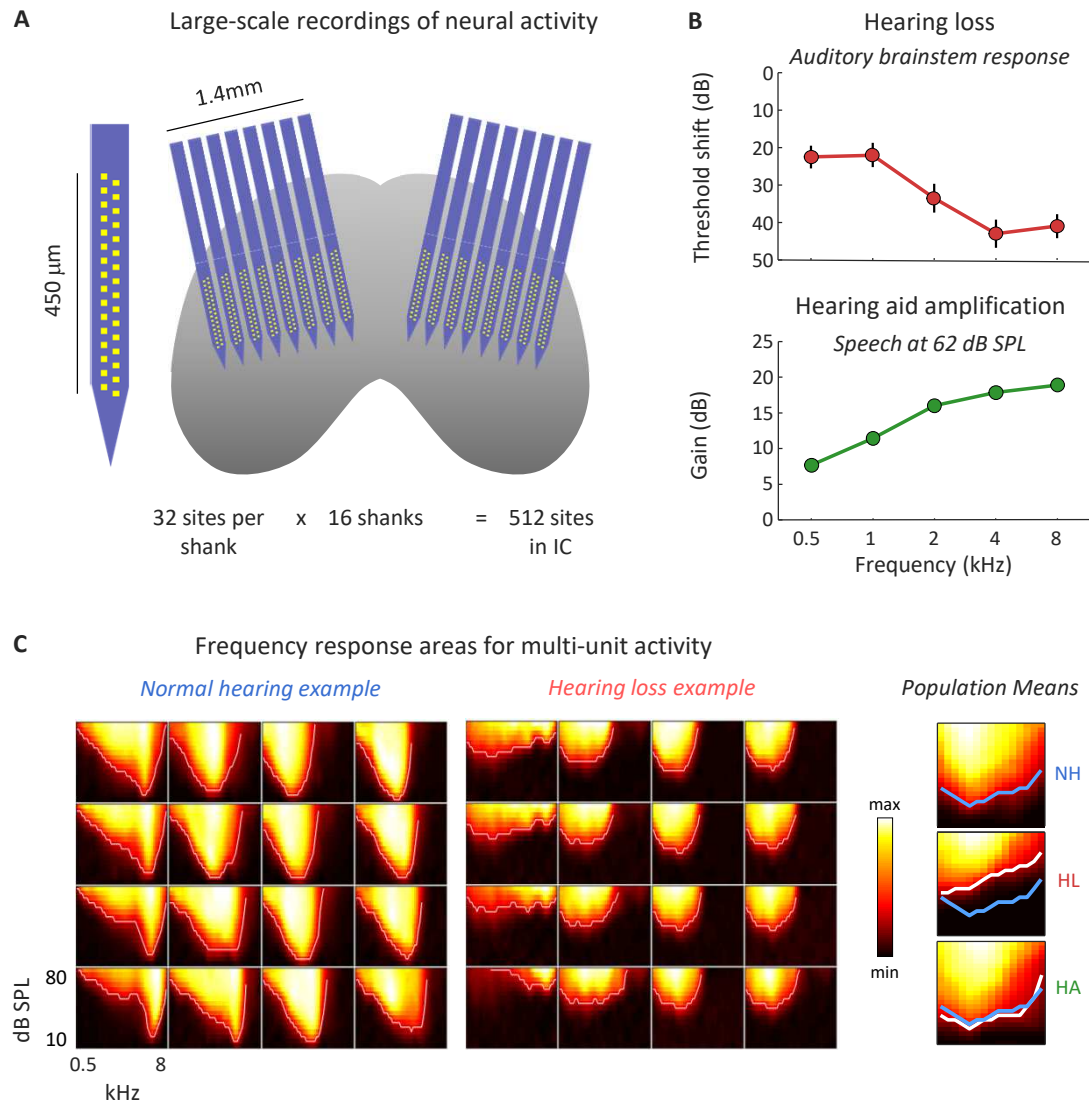 A
Large-scale recordings of neural activity
1.4mm
450 μm
32 sites per shank x 16 shanks = 512 sites in IC
B
Hearing loss
Auditory brainstem response
Threshold shift (dB)
0
10
20
30
40
50
Hearing aid amplification
Speech at 62 dB SPL
Gain (dB)
25
20
15
10
5
0
0.5 1 2 4 8
Frequency (kHz)
C
Frequency response areas for multi-unit activity
Normal hearing example
Hearing loss example
Population Means
dB SPL
80
10
0.5 8
kHz
max
min
NH
HL
HA